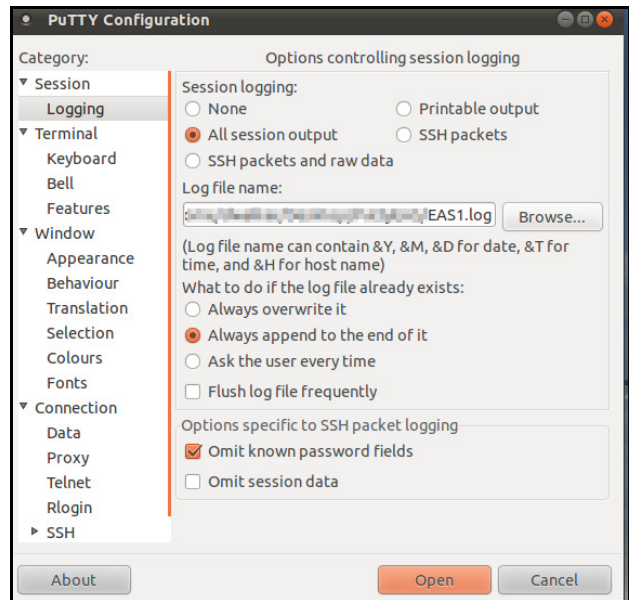 PuTTY Configuration
Category:
Options controlling session logging
Session
Logging
Terminal
Keyboard
Bell
Features
Window
Appearance
Behaviour
Translation
Selection
Colours
Fonts
Connection
Data
Proxy
Telnet
Rlogin
SSH
Session logging:
None
Printable output
All session output
SSH packets
SSH packets and raw data
Log file name:
/EAS1.log
Browse...
(Log file name can contain &Y, &M, &D for date, &T for
time, and &H for host name)
What to do if the log file already exists:
Always overwrite it
Always append to the end of it
Ask the user every time
Flush log file frequently
Options specific to SSH packet logging
Omit known password fields
Omit session data
About
Open
Cancel